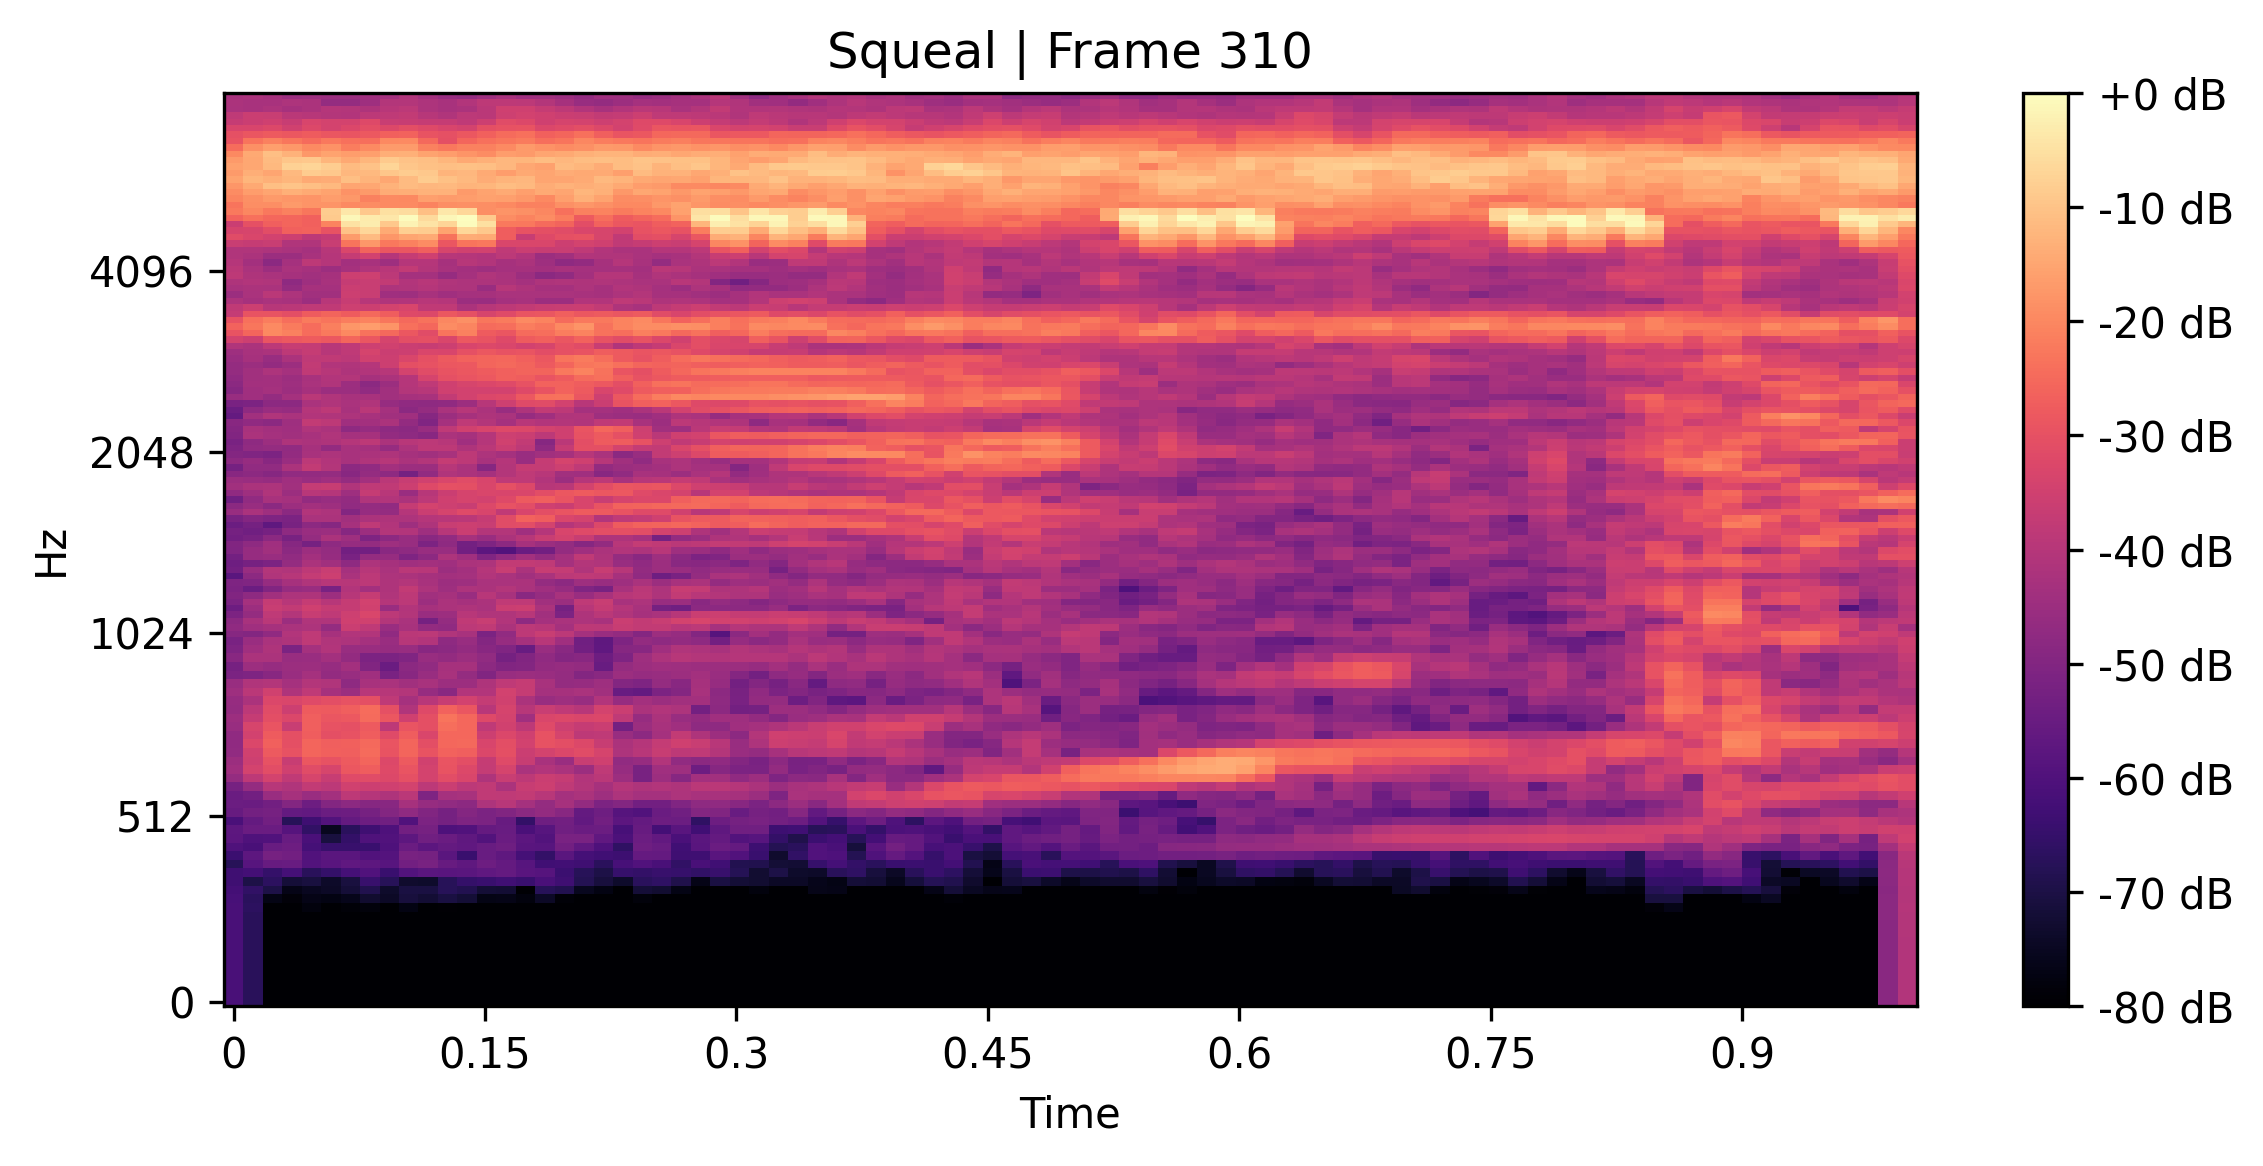 Squeal | Frame 310
+0 dB
-10 dB
-20 dB
-30 dB
-40 dB
-50 dB
-60 dB
-70 dB
-80 dB
Hz
4096
2048
1024
512
0
0 0.15 0.3 0.45 0.6 0.75 0.9
Time